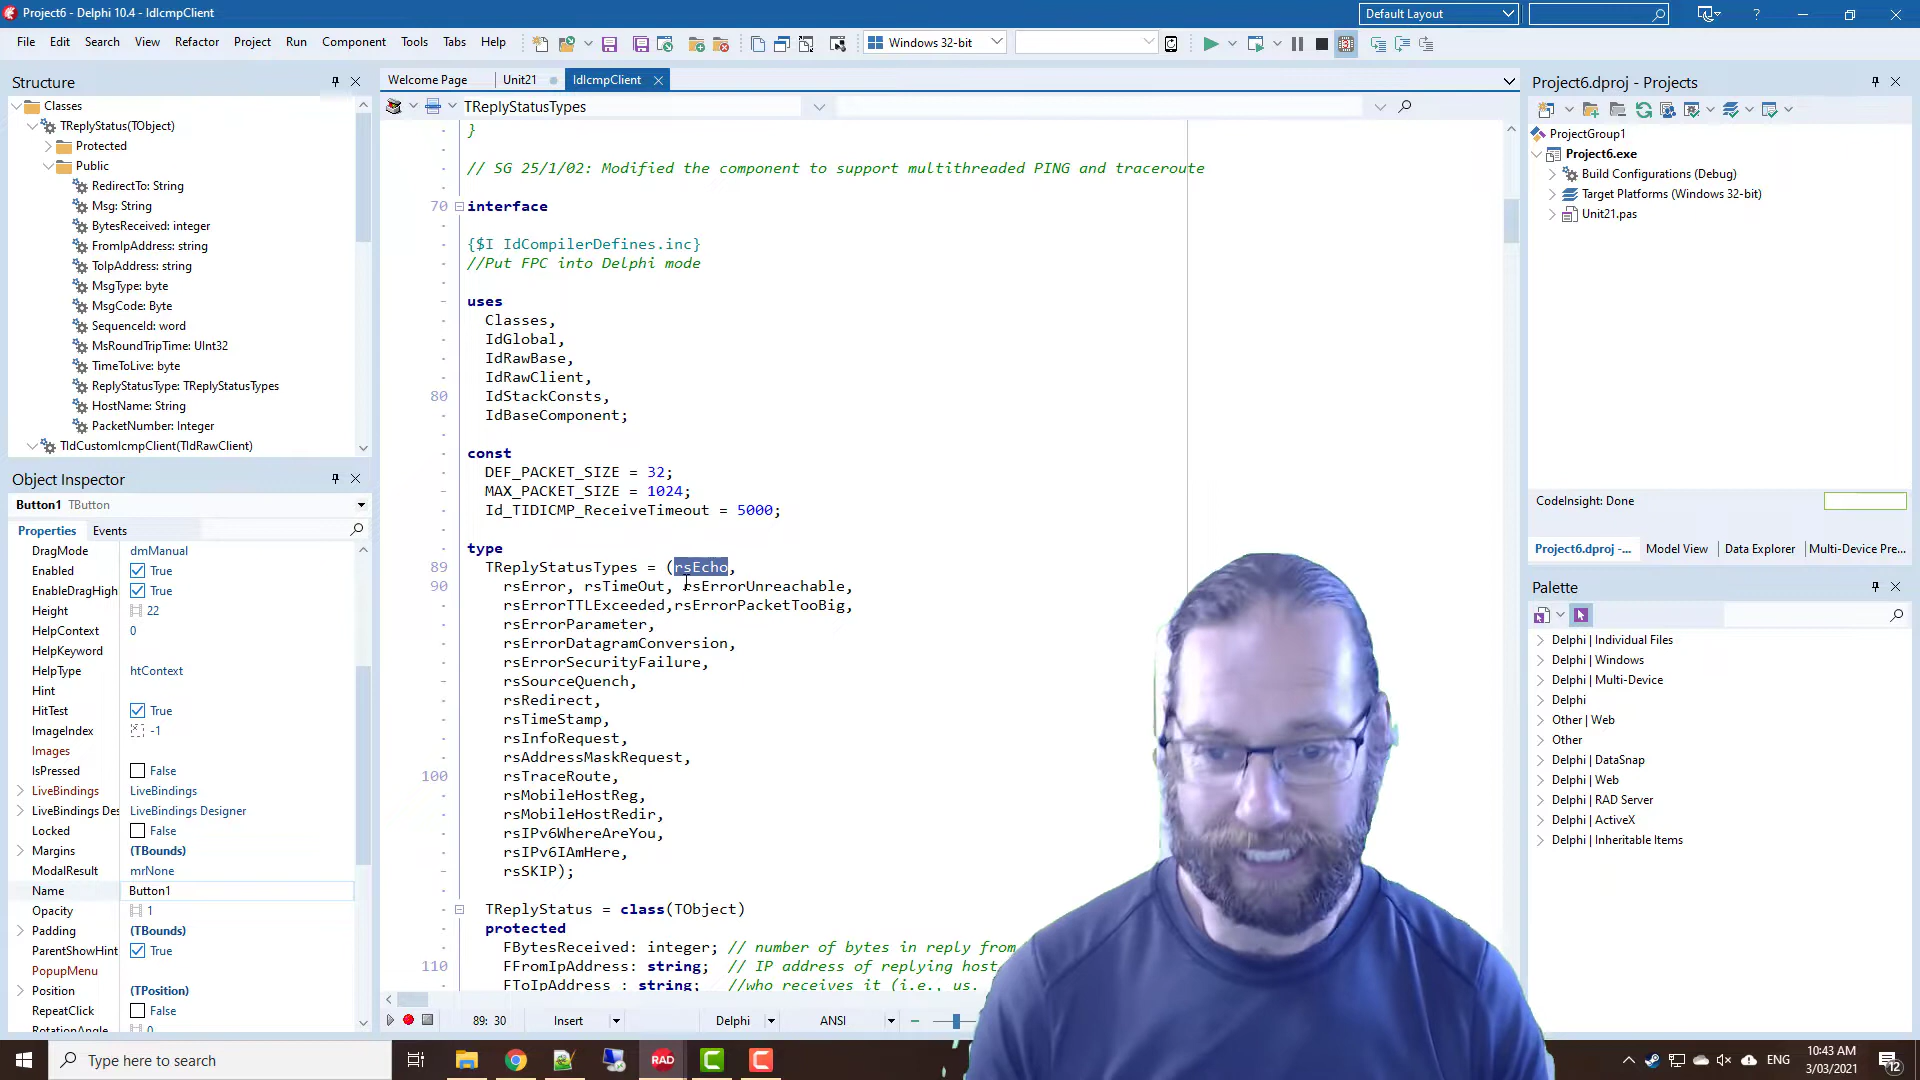 Project6 - Delphi 10.4 - IdIcmpClient
Default Layout
File Edit Search View Refactor Project Run Component Tools Tabs Help
Windows 32-bit
Structure
Classes
TReplyStatus(TObject)
Protected
Public
RedirectTo: String
Msg: String
BytesReceived: integer
FromIpAddress: string
ToIpAddress: string
MsgType: byte
MsgCode: Byte
SequenceId: word
MsRoundTripTime: UInt32
TimeToLive: byte
ReplyStatusType: TReplyStatusTypes
HostName: String
PacketNumber: Integer
TIdCustomIcmpClient(TIdRawClient)
Object Inspector
Button1 TButton
Properties Events
DragMode dmManual
Enabled True
EnableDragHigh True
Height 22
HelpContext 0
HelpKeyword
HelpType htContext
Hint
HitTest True
ImageIndex -1
Images
IsPressed False
LiveBindings LiveBindings
LiveBindings Des LiveBindings Designer
Locked False
Margins (TBounds)
ModalResult mrNone
Name Button1
Opacity 1
Padding (TBounds)
ParentShowHint True
PopupMenu
Position (TPosition)
RepeatClick False
RotationAngle 0
Welcome Page Unit21 IdIcmpClient
TReplyStatusTypes
}
// SG 25/1/02: Modified the component to support multithreaded PING and traceroute
70 interface
{$I IdCompilerDefines.inc}
//Put FPC into Delphi mode
uses
Classes,
IdGlobal,
IdRawBase,
IdRawClient,
80 IdStackConsts,
IdBaseComponent;
const
DEF_PACKET_SIZE = 32;
MAX_PACKET_SIZE = 1024;
Id_TIDICMP_ReceiveTimeout = 5000;
type
89 TReplyStatusTypes = (rsEcho,
90 rsError, rsTimeOut, rsErrorUnreachable,
rsErrorTTLExceeded,rsErrorPacketTooBig,
rsErrorParameter,
rsErrorDatagramConversion,
rsErrorSecurityFailure,
rsSourceQuench,
rsRedirect,
rsTimeStamp,
rsInfoRequest,
rsAddressMaskRequest,
100 rsTraceRoute,
rsMobileHostReg,
rsMobileHostRedir,
rsIPv6WhereAreYou,
rsIPv6IAmHere,
rsSKIP);
TReplyStatus = class(TObject)
protected
FBytesReceived: integer; // number of bytes in reply from
110 FFromIpAddress: string; // IP address of replying host
FToIpAddress : string; //who receives it (i.e., us.
89: 30 Insert Delphi ANSI
Project6.dproj - Projects
ProjectGroup1
Project6.exe
Build Configurations (Debug)
Target Platforms (Windows 32-bit)
Unit21.pas
CodeInsight: Done
Project6.dproj -... Model View Data Explorer Multi-Device Pre...
Palette
Delphi | Individual Files
Delphi | Windows
Delphi | Multi-Device
Delphi
Other | Web
Other
Delphi | DataSnap
Delphi | Web
Delphi | RAD Server
Delphi | ActiveX
Delphi | Inheritable Items
Type here to search
RAD
ENG
10:43 AM
3/03/2021
12